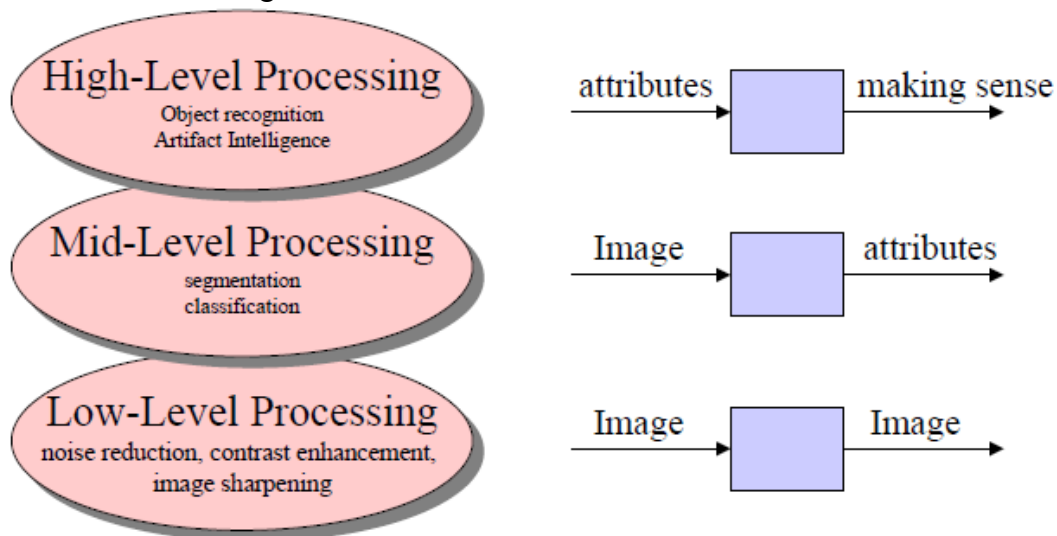 High-Level Processing
Object recognition
Artifact Intelligence
attributes
making sense
Mid-Level Processing
segmentation
classification
Image
attributes
Low-Level Processing
noise reduction, contrast enhancement,
image sharpening
Image
Image